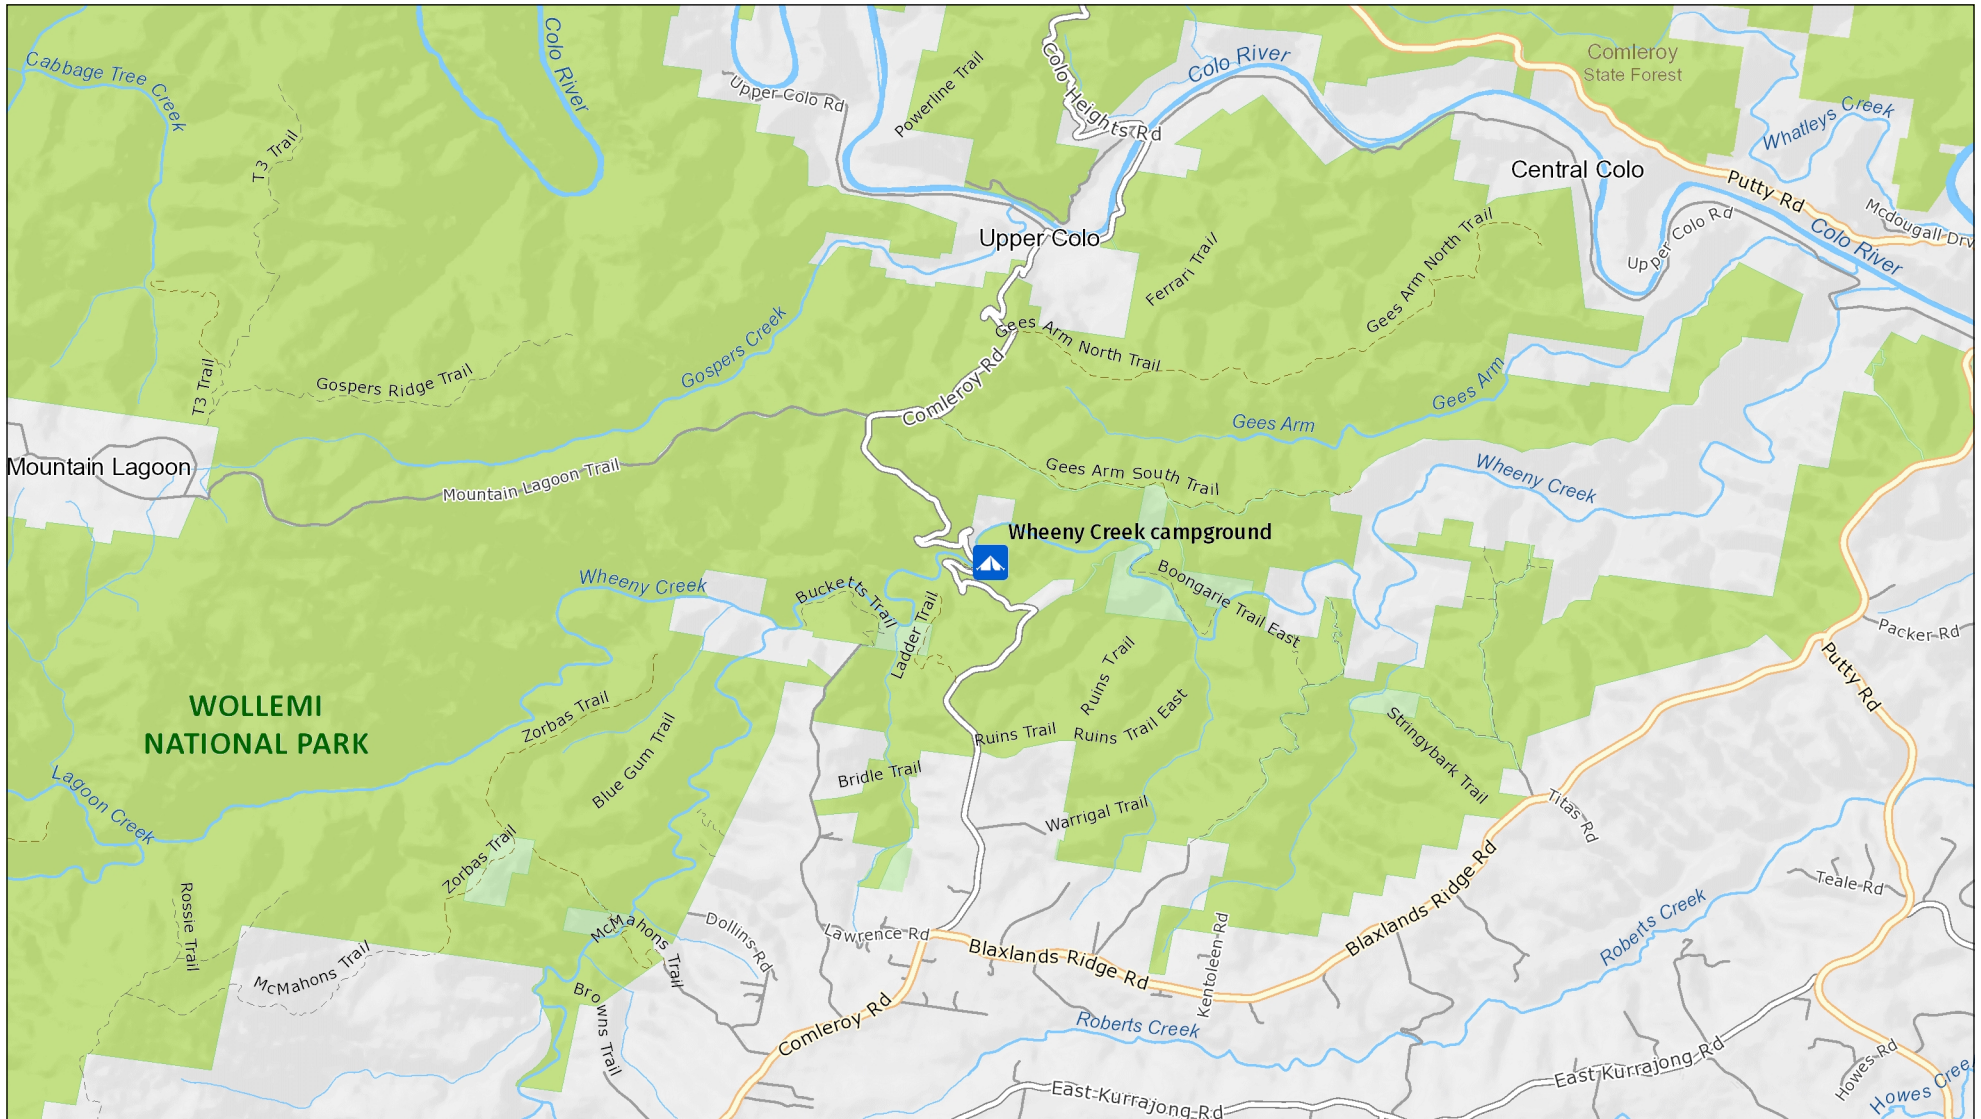 Cabbage Tree Creek
Colo River
Upper Colo Rd
Powerline Trail
Colo Heights Rd
Colo River
Comleroy
State Forest
Whatleys Creek
T3 Trail
Central Colo
Putty Rd
Mcdougall Drv
Upper Colo Rd
Colo River
Upper Colo
Ferrari Trail
Gees Arm North Trail
Gees Arm North Trail
Gospers Creek
T3 Trail
Gospers Ridge Trail
Comleroy Rd
Gees Arm
Gees Arm
Mountain Lagoon
Mountain Lagoon Trail
Gees Arm South Trail
Wheeny Creek
Wheeny Creek campground
Wheeny Creek
Bucketts Trail
Ladder Trail
Boongarie Trail East
Packer Rd
Putty Rd
WOLLEMI
NATIONAL PARK
Zorbas Trail
Blue Gum Trail
Ruins Trail
Ruins Trail
Ruins Trail East
Stringybark Trail
Lagoon Creek
Bridle Trail
Warrigal Trail
Titas Rd
Zorbas Trail
Rossie Trail
McMahons Trail
McMahons Trail
Dollins Rd
Lawrence Rd
Blaxlands Ridge Rd
Blaxlands Ridge Rd
Kentoleen Rd
Teale Rd
Roberts Creek
Browns Trail
Comleroy Rd
Roberts Creek
East Kurrajong Rd
East Kurrajong Rd
Howes Rd
Howes Cree